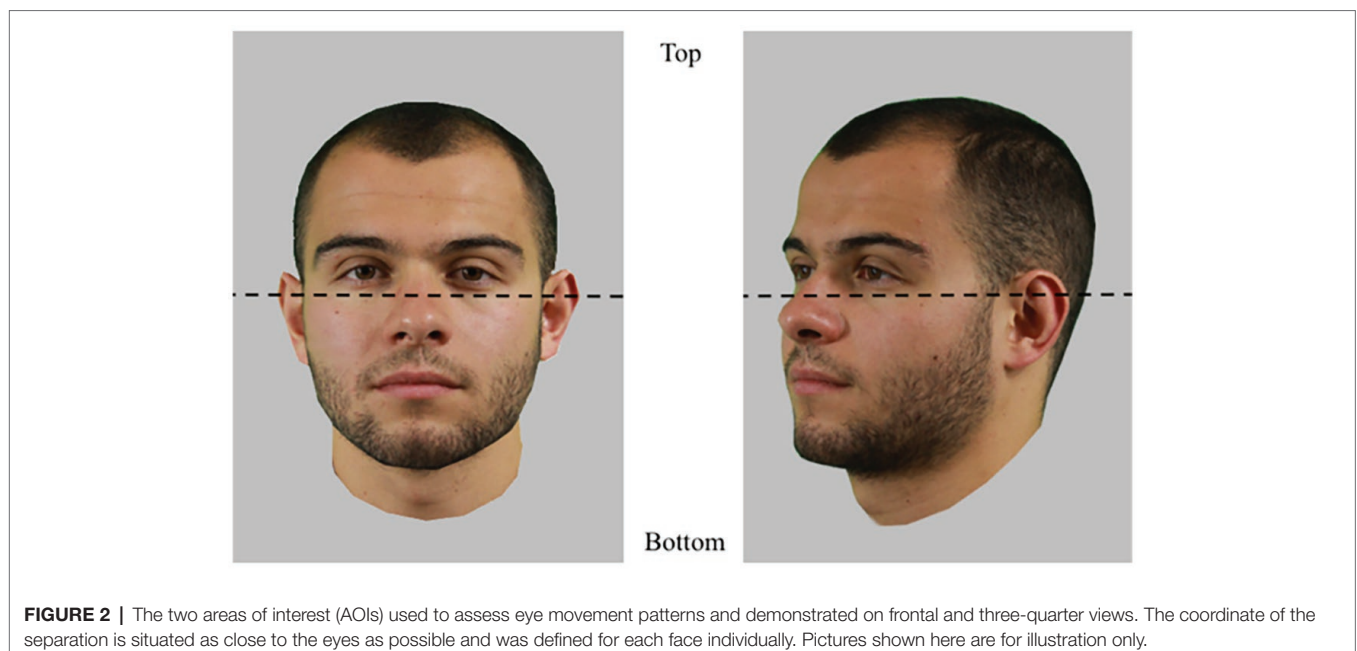 Top
Bottom
FIGURE 2 | The two areas of interest (AOIs) used to assess eye movement patterns and demonstrated on frontal and three-quarter views. The coordinate of the
separation is situated as close to the eyes as possible and was defined for each face individually. Pictures shown here are for illustration only.